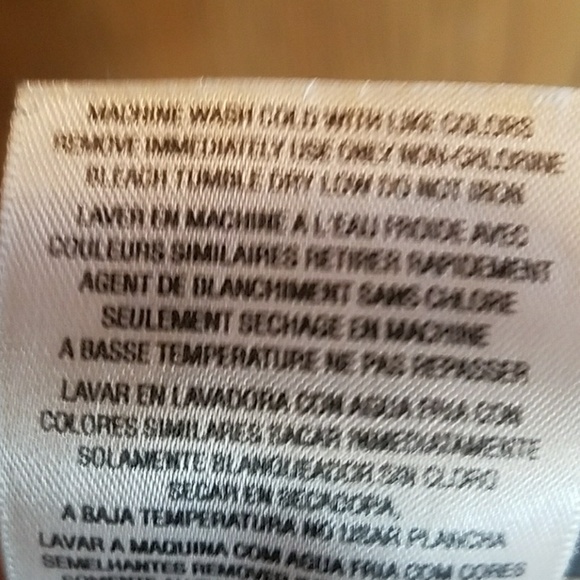 MACHINE WASH COLD WITH LIKE COLORS
REMOVE IMMEDIATELY USE ONLY NON-CHLORINE
BLEACH TUMBLE DRY LOW DO NOT IRON
LAVER EN MACHINE A L'EAU FROIDE AVEC
COULEURS SIMILAIRES RETIRER RAPIDEMENT
AGENT DE BLANCHIMENT SANS CHLORE
SEULEMENT SECHAGE EN MACHINE
A BASSE TEMPERATURE NE PAS REPASSER
LAVAR EN LAVADORA CON AGUA FRIA CON
COLORES SIMILARES SACAR INMEDIATAMENTE
SOLAMENTE BLANQUEADOR SIN CLORO
SECAR EN SECADORA,
A BAJA TEMPERATURA NO USAR PLANCHA
LAVAR A MAQUINA COM AGUA FRIA COM CORES
SEMELHANTES REMOVER